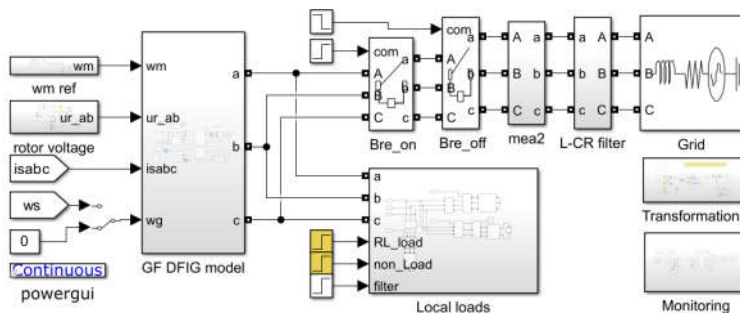 com
a
A
a
A
a
A
com
a
A
B
b
B
b
B
b
B
b
B
C
c
C
c
C
c
C
c
C
Bre_on
Bre_off
mea2
L-CR filter
Grid
wm
wm
wm ref
ur_ab
ur_ab
rotor voltage
isabc
isabc
ws
0
wg
a
b
c
GF DFIG model
Continuous
powergui
a
b
c
RL_load
non_Load
filter
Local loads
Transformation
Monitoring